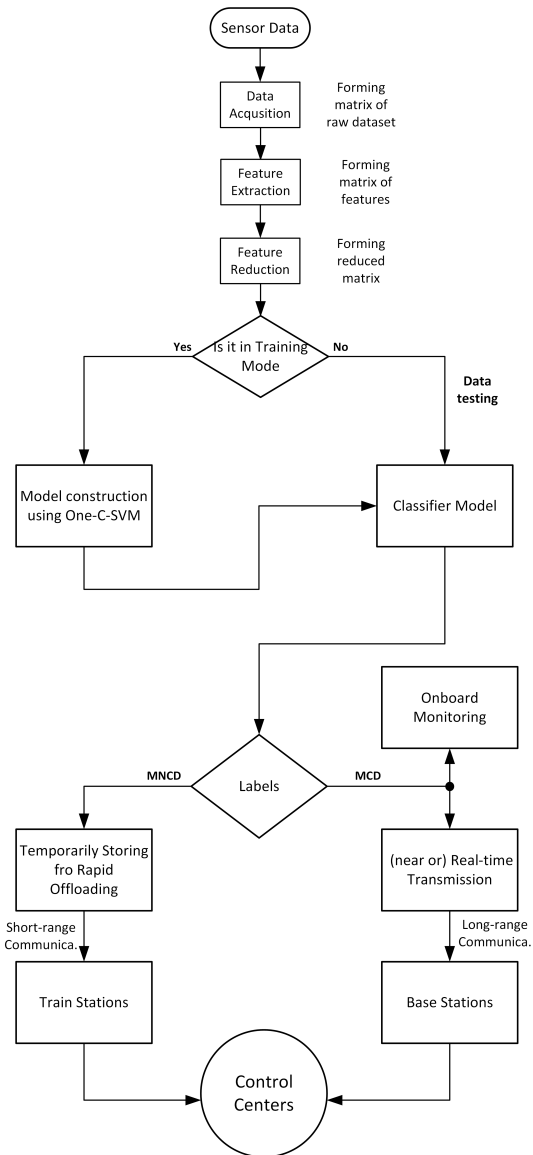 Sensor Data
Data
Acqusition
Forming
matrix of
raw dataset
Feature
Extraction
Forming
matrix of
features
Feature
Reduction
Forming
reduced
matrix
Yes
Is it in Training
Mode
No
Data
testing
Model construction
using One-C-SVM
Classifier Model
Onboard
Monitoring
MNCD
Labels
MCD
Temporarily Storing
fro Rapid
Offloading
(near or) Real-time
Transmission
Short-range
Communica.
Long-range
Communica.
Train Stations
Base Stations
Control
Centers